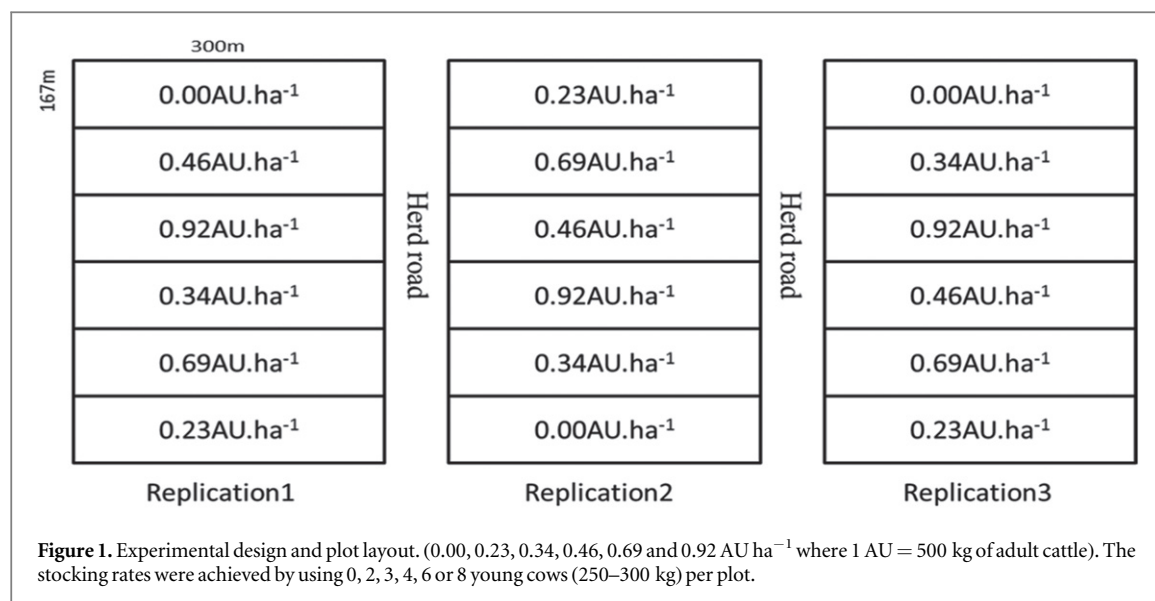 300m
167m
0.00AU.ha⁻¹
0.46AU.ha⁻¹
0.92AU.ha⁻¹
0.34AU.ha⁻¹
0.69AU.ha⁻¹
0.23AU.ha⁻¹
Replication1
Herd road
0.23AU.ha⁻¹
0.69AU.ha⁻¹
0.46AU.ha⁻¹
0.92AU.ha⁻¹
0.34AU.ha⁻¹
0.00AU.ha⁻¹
Replication2
Herd road
0.00AU.ha⁻¹
0.34AU.ha⁻¹
0.92AU.ha⁻¹
0.46AU.ha⁻¹
0.69AU.ha⁻¹
0.23AU.ha⁻¹
Replication3
Figure 1. Experimental design and plot layout. (0.00, 0.23, 0.34, 0.46, 0.69 and 0.92 AU ha⁻¹ where 1 AU = 500 kg of adult cattle). The
stocking rates were achieved by using 0, 2, 3, 4, 6 or 8 young cows (250–300 kg) per plot.